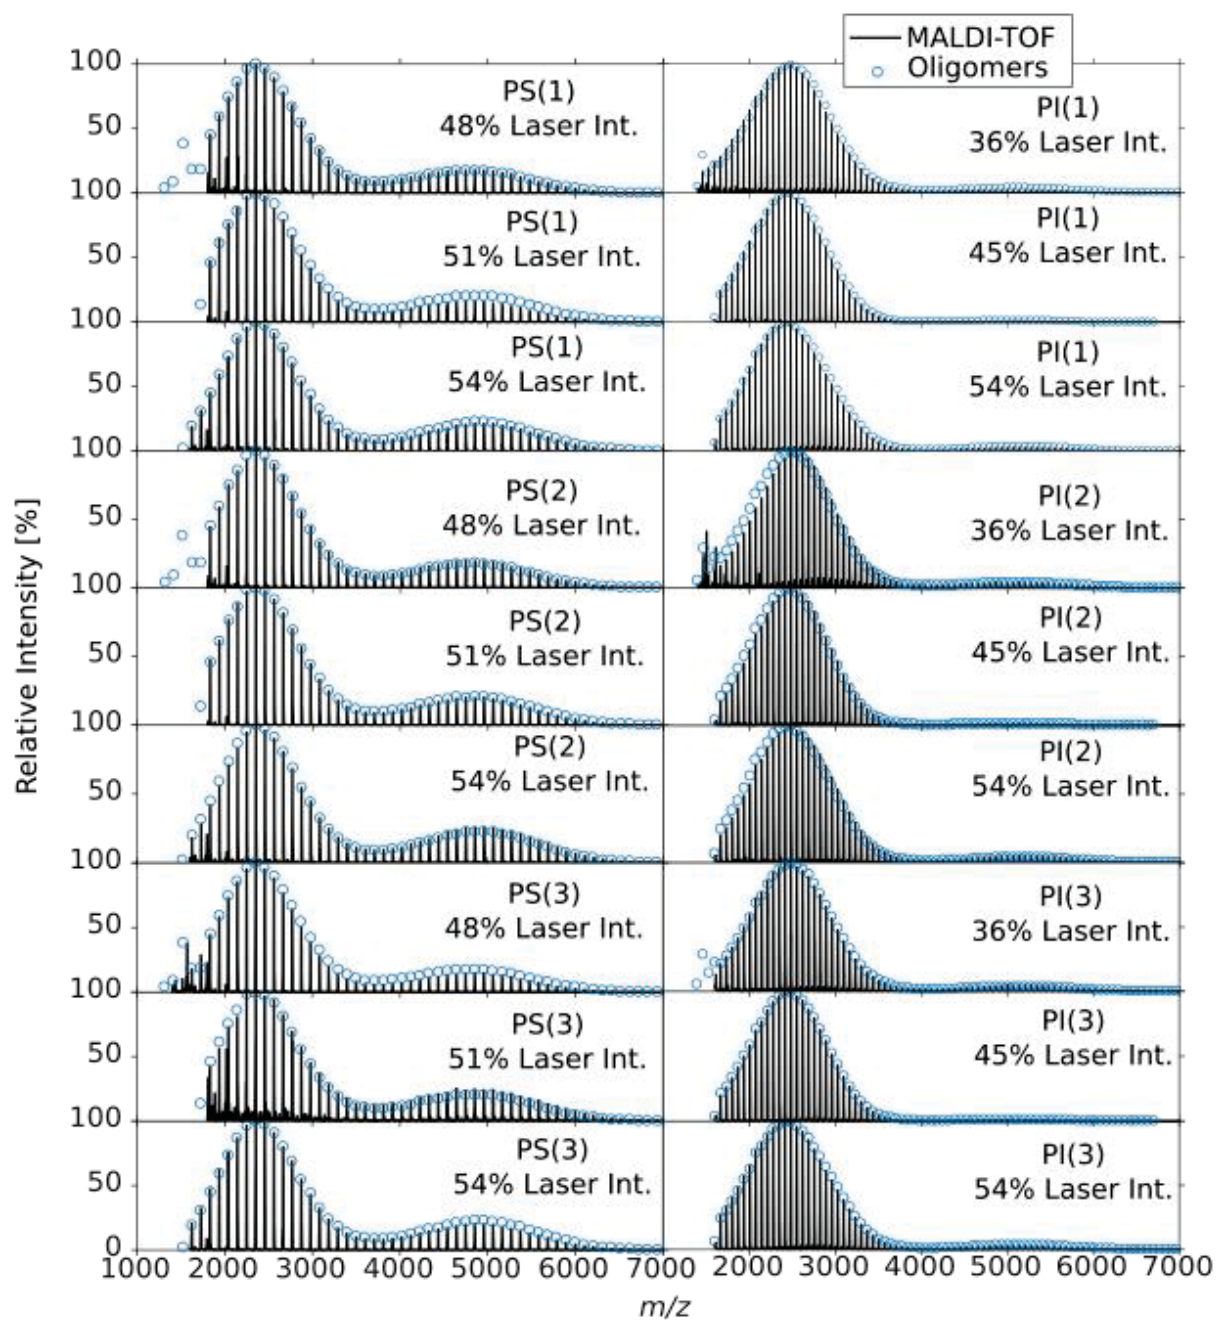 MALDI-TOF
Oligomers
100
50
PS(1)
48% Laser Int.
PI(1)
36% Laser Int.
100
50
PS(1)
51% Laser Int.
PI(1)
45% Laser Int.
100
50
PS(1)
54% Laser Int.
PI(1)
54% Laser Int.
100
50
PS(2)
48% Laser Int.
PI(2)
36% Laser Int.
100
50
PS(2)
51% Laser Int.
PI(2)
45% Laser Int.
100
50
PS(2)
54% Laser Int.
PI(2)
54% Laser Int.
100
50
PS(3)
48% Laser Int.
PI(3)
36% Laser Int.
100
50
PS(3)
51% Laser Int.
PI(3)
45% Laser Int.
100
50
0
PS(3)
54% Laser Int.
PI(3)
54% Laser Int.
Relative Intensity [%]
1000 2000 3000 4000 5000 6000 7000 2000 3000 4000 5000 6000 7000
m/z